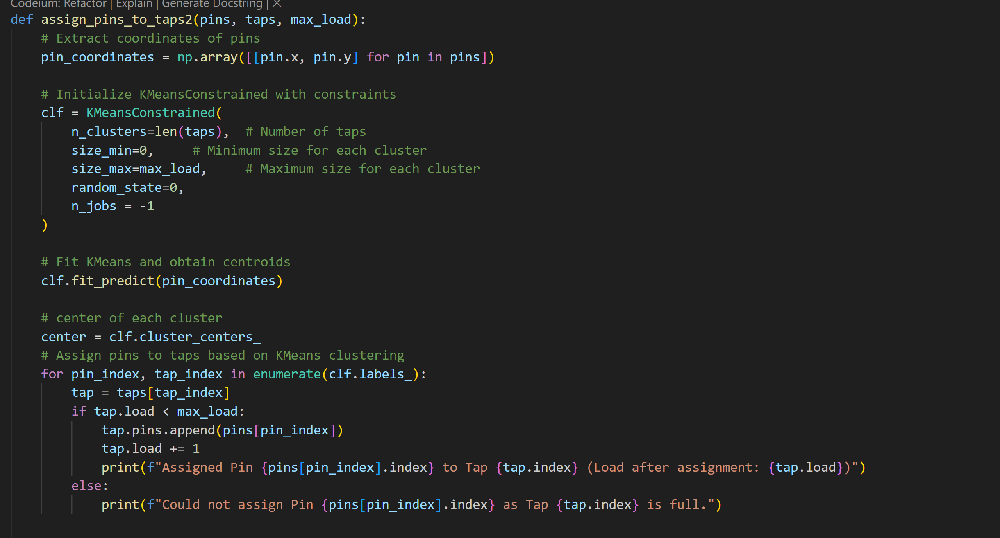 Codeium: Refactor | Explain | Generate Docstring | ×
def assign_pins_to_taps2(pins, taps, max_load):
    # Extract coordinates of pins
    pin_coordinates = np.array([[pin.x, pin.y] for pin in pins])

    # Initialize KMeansConstrained with constraints
    clf = KMeansConstrained(
        n_clusters=len(taps),  # Number of taps
        size_min=0,     # Minimum size for each cluster
        size_max=max_load,     # Maximum size for each cluster
        random_state=0,
        n_jobs = -1
    )

    # Fit KMeans and obtain centroids
    clf.fit_predict(pin_coordinates)

    # center of each cluster
    center = clf.cluster_centers_
    # Assign pins to taps based on KMeans clustering
    for pin_index, tap_index in enumerate(clf.labels_):
        tap = taps[tap_index]
        if tap.load < max_load:
            tap.pins.append(pins[pin_index])
            tap.load += 1
            print(f"Assigned Pin {pins[pin_index].index} to Tap {tap.index} (Load after assignment: {tap.load})")
        else:
            print(f"Could not assign Pin {pins[pin_index].index} as Tap {tap.index} is full.")